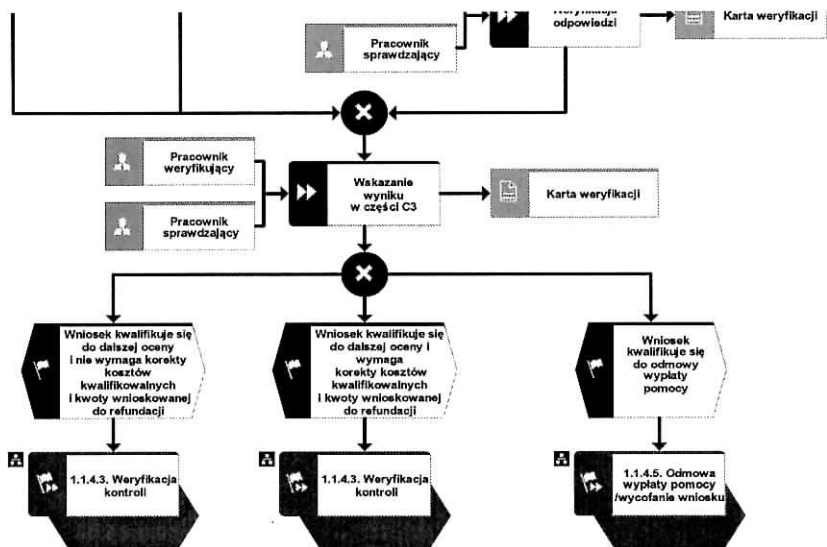 Weryfikacja
odpowiedzi
Karta weryfikacji
Pracownik
sprawdzający
Pracownik
weryfikujący
Pracownik
sprawdzający
Wskazanie
wyniku
w części C3
Karta weryfikacji
Wniosek kwalifikuje się
do dalszej oceny
i nie wymaga korekty
kosztów
kwalifikowalnych
i kwoty wnioskowanej
do refundacji
Wniosek kwalifikuje się
do dalszej oceny i
wymaga
korekty kosztów
kwalifikowalnych
i kwoty wnioskowanej
do refundacji
Wniosek
kwalifikuje się
do odmowy
wypłaty
pomocy
1.1.4.3. Weryfikacja
kontroli
1.1.4.3. Weryfikacja
kontroli
1.1.4.5. Odmowa
wypłaty pomocy
/wycofanie wniosku